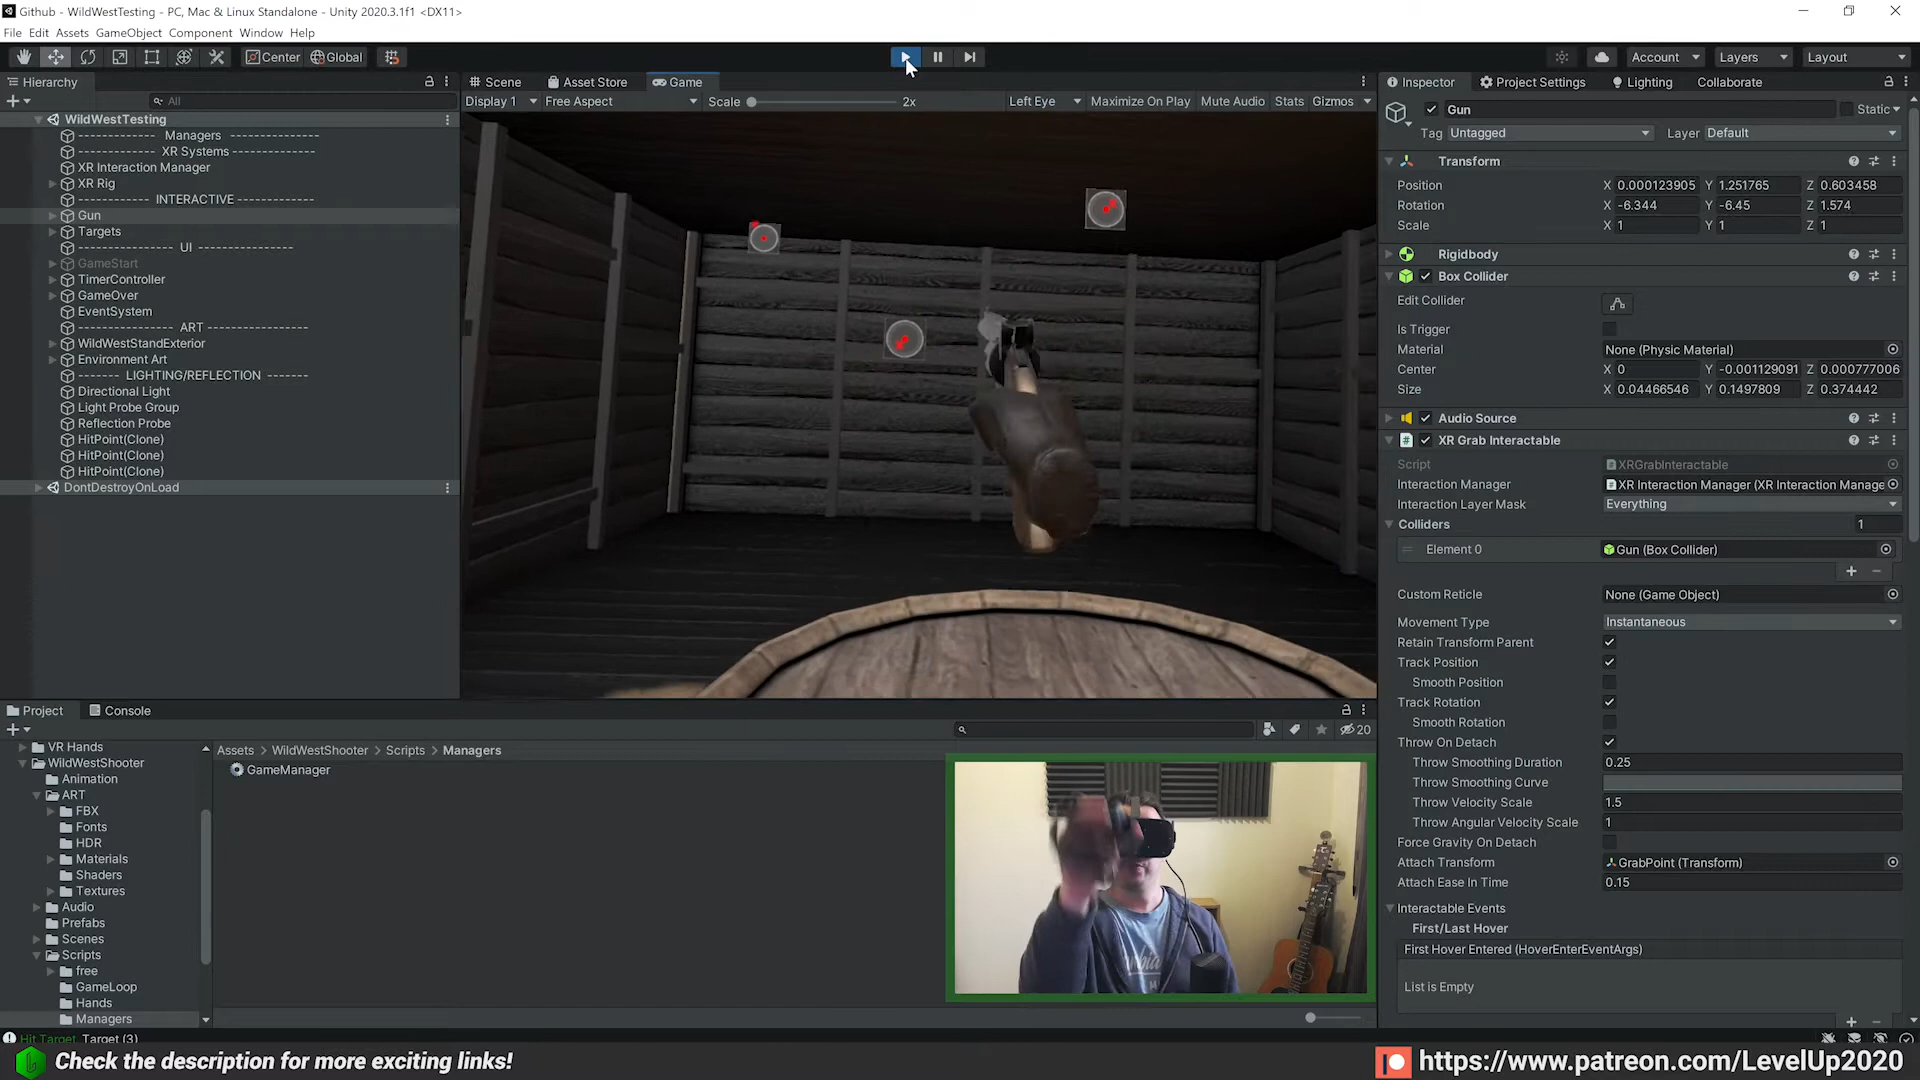 Github - WildWestTesting - PC, Mac & Linux Standalone - Unity 2020.3.1f1 <DX11>
File Edit Assets GameObject Component Window Help
Center Global Account Layers Layout
Hierarchy
All
WildWestTesting
------------- Managers ---------------
------------- XR Systems --------------
XR Interaction Manager
XR Rig
------------- INTERACTIVE --------------
Gun
Targets
---------------- UI ----------------
GameStart
TimerController
GameOver
EventSystem
---------------- ART ------------------
WildWestStandExterior
Environment Art
------- LIGHTING/REFLECTION -------
Directional Light
Light Probe Group
Reflection Probe
HitPoint(Clone)
HitPoint(Clone)
HitPoint(Clone)
DontDestroyOnLoad
Scene Asset Store Game
Display 1 Free Aspect Scale 2x Left Eye Maximize On Play Mute Audio Stats Gizmos
Inspector Project Settings Lighting Collaborate
Gun Static
Tag Untagged Layer Default
Transform
Position X 0.000123905 Y 1.251765 Z 0.603458
Rotation X -6.344 Y -6.45 Z 1.574
Scale X 1 Y 1 Z 1
Rigidbody
Box Collider
Edit Collider
Is Trigger
Material None (Physic Material)
Center X 0 Y -0.001129091 Z 0.000777006
Size X 0.04466546 Y 0.1497809 Z 0.374442
Audio Source
XR Grab Interactable
Script XRGrabInteractable
Interaction Manager XR Interaction Manager (XR Interaction Manage
Interaction Layer Mask Everything
Colliders 1
Element 0 Gun (Box Collider)
Custom Reticle None (Game Object)
Movement Type Instantaneous
Retain Transform Parent
Track Position
Smooth Position
Track Rotation
Smooth Rotation
Throw On Detach
Throw Smoothing Duration 0.25
Throw Smoothing Curve
Throw Velocity Scale 1.5
Throw Angular Velocity Scale 1
Force Gravity On Detach
Attach Transform GrabPoint (Transform)
Attach Ease In Time 0.15
Interactable Events
First/Last Hover
First Hover Entered (HoverEnterEventArgs)
List is Empty
Project Console
20
VR Hands
WildWestShooter
Animation
ART
FBX
Fonts
HDR
Materials
Shaders
Textures
Audio
Prefabs
Scenes
Scripts
free
GameLoop
Hands
Managers
Assets > WildWestShooter > Scripts > Managers
GameManager
Hit Target Target (3)
Check the description for more exciting links!
https://www.patreon.com/LevelUp2020